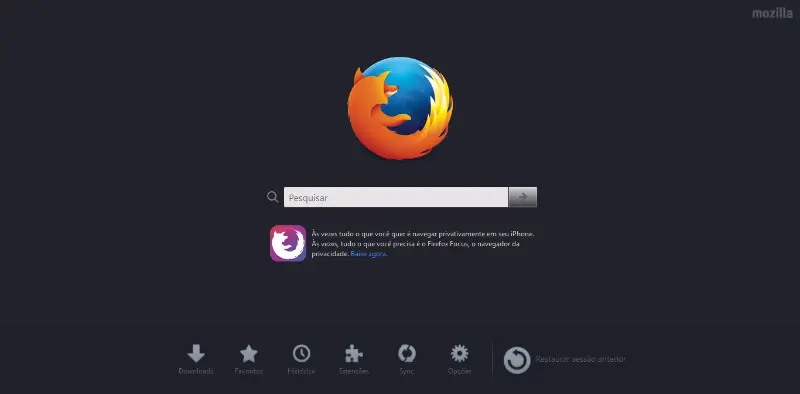 mozilla
Pesquisar
Às vezes tudo o que você quer é navegar privativamente em seu iPhone.
Às vezes, tudo o que você precisa é o Firefox Focus, o navegador da
privacidade. Baixe agora.
Downloads
Favoritos
Histórico
Extensões
Sync
Opções
Restaurar sessão anterior